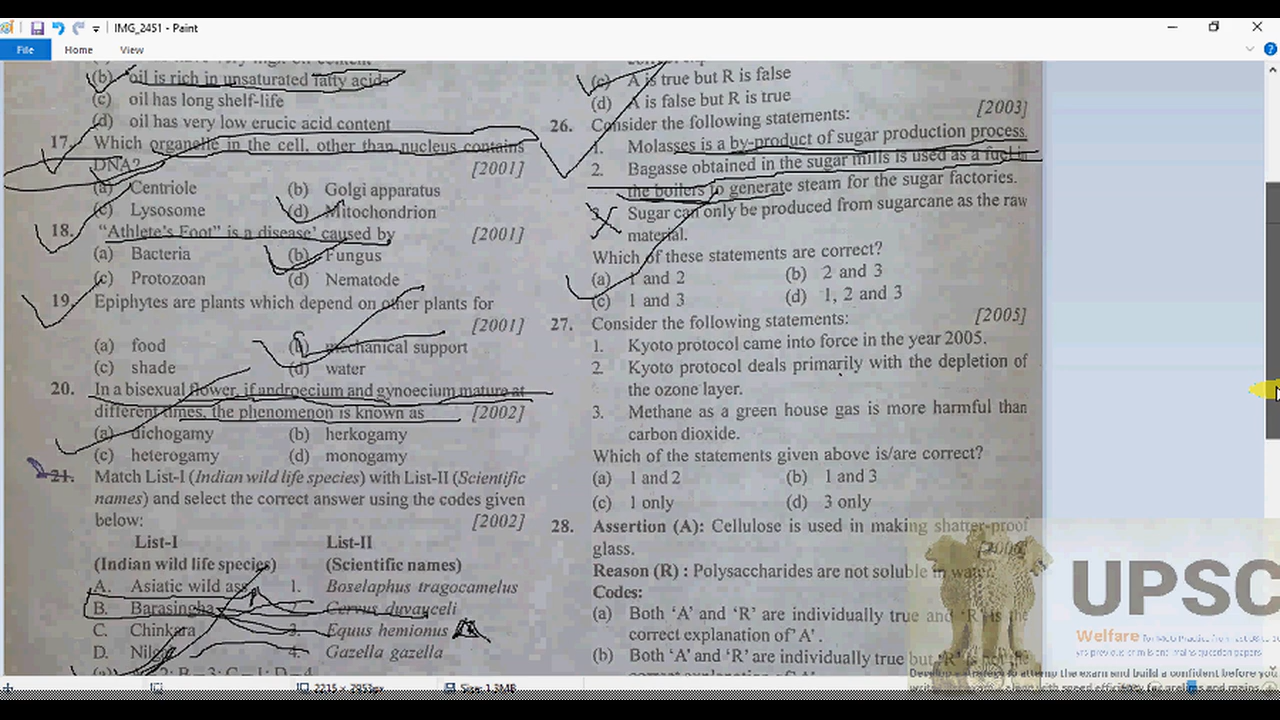 IMG_2451 - Paint
File Home View
(b) oil is rich in unsaturated fatty acids
(c) oil has long shelf-life
(d) oil has very low erucic acid content
17. Which organelle in the cell, other than nucleus contains
DNA? [2001]
(a) Centriole (b) Golgi apparatus
(c) Lysosome (d) Mitochondrion
18. “Athlete's Foot” is a disease' caused by [2001]
(a) Bacteria (b) Fungus
(c) Protozoan (d) Nematode
19. Epiphytes are plants which depend on other plants for
[2001]
(a) food (b) mechanical support
(c) shade (d) water
20. In a bisexual flower, if androecium and gynoecium mature at
different times, the phenomenon is known as [2002]
(a) dichogamy (b) herkogamy
(c) heterogamy (d) monogamy
21. Match List-I (Indian wild life species) with List-II (Scientific
names) and select the correct answer using the codes given
below: [2002]
List-I List-II
(Indian wild life species) (Scientific names)
A. Asiatic wild ass 1. Boselaphus tragocamelus
B. Barasingha Cervus duvauceli
C. Chinkara 3. Equus hemionus
D. Nilgai 4. Gazella gazella
(c) A is true but R is false
(d) A is false but R is true
26. Consider the following statements: [2003]
1. Molasses is a by-product of sugar production process.
2. Bagasse obtained in the sugar mills is used as a fuel in
the boilers to generate steam for the sugar factories.
3. Sugar can only be produced from sugarcane as the raw
material.
Which of these statements are correct?
(a) 1 and 2 (b) 2 and 3
(c) 1 and 3 (d) 1, 2 and 3
27. Consider the following statements: [2005]
1. Kyoto protocol came into force in the year 2005.
2. Kyoto protocol deals primarily with the depletion of
the ozone layer.
3. Methane as a green house gas is more harmful than
carbon dioxide.
Which of the statements given above is/are correct?
(a) 1 and 2 (b) 1 and 3
(c) 1 only (d) 3 only
28. Assertion (A): Cellulose is used in making shatter-proof
glass.
Reason (R) : Polysaccharides are not soluble in water.
Codes:
(a) Both ‘A’ and ‘R’ are individually true and ‘R’ is the
correct explanation of ‘A’.
(b) Both ‘A’ and ‘R’ are individually true but ‘R’ is not the
UPSC
Welfare
2215 × 2953px Size: 1.3MB